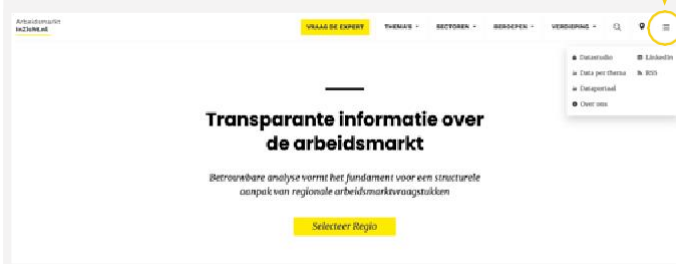 Arbeidsmarkt
InZicht.nl
VRAAG DE EXPERT THEMA'S SECTOREN BEROEPEN VERDIEPING
Datastudio LinkedIn
Data per thema RSS
Dataportaal
Over ons
Transparante informatie over
de arbeidsmarkt
Betrouwbare analyse vormt het fundament voor een structurele
aanpak van regionale arbeidsmarktvraagstukken
Selecteer Regio